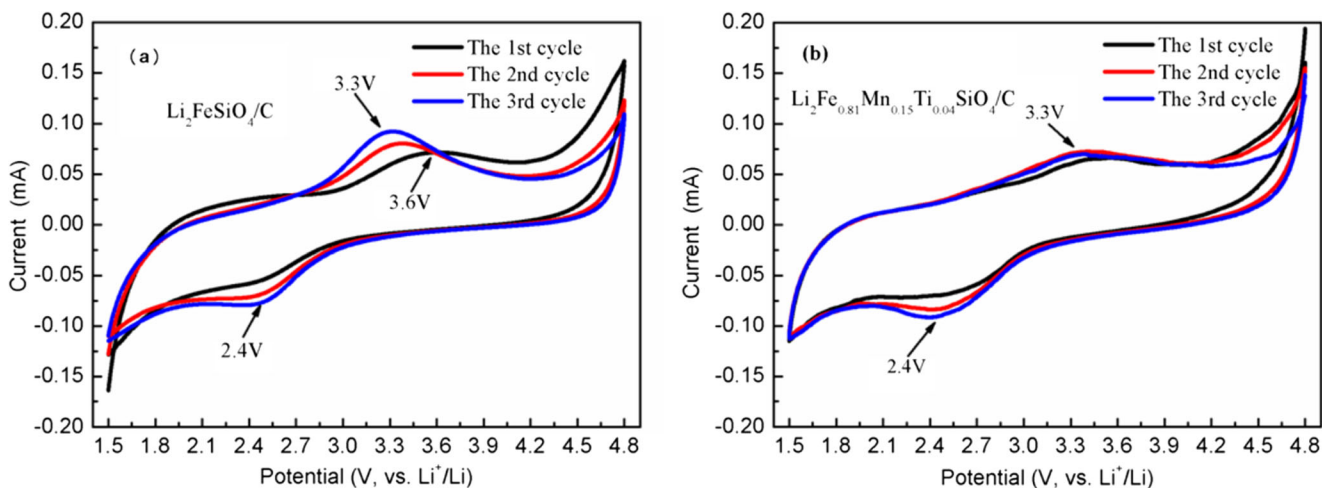 (a)
Li₂FeSiO₄/C
The 1st cycle
The 2nd cycle
The 3rd cycle
3.3V
3.6V
2.4V
0.20
0.15
0.10
0.05
0.00
-0.05
-0.10
-0.15
-0.20
Current (mA)
1.5 1.8 2.1 2.4 2.7 3.0 3.3 3.6 3.9 4.2 4.5 4.8
Potential (V, vs. Li⁺/Li)
(b)
The 1st cycle
The 2nd cycle
The 3rd cycle
Li₂Fe₀.₈₁Mn₀.₁₅Ti₀.₀₄SiO₄/C
3.3V
2.4V
0.20
0.15
0.10
0.05
0.00
-0.05
-0.10
-0.15
-0.20
Current (mA)
1.5 1.8 2.1 2.4 2.7 3.0 3.3 3.6 3.9 4.2 4.5 4.8
Potential (V, vs. Li⁺/Li)